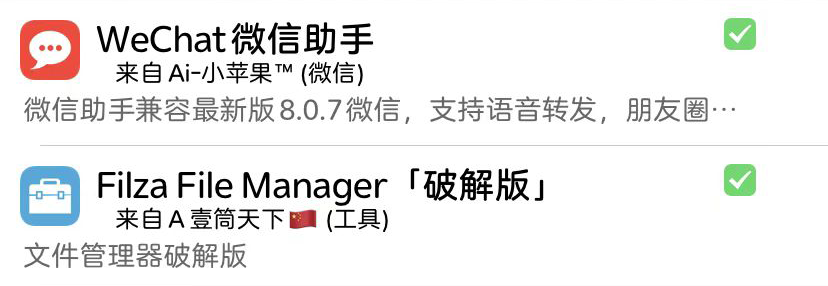 WeChat微信助手
来自 Ai-小苹果™ (微信)
微信助手兼容最新版8.0.7微信，支持语音转发，朋友圈…
Filza File Manager「破解版」
来自 A 壹筒天下🇨🇳 (工具)
文件管理器破解版